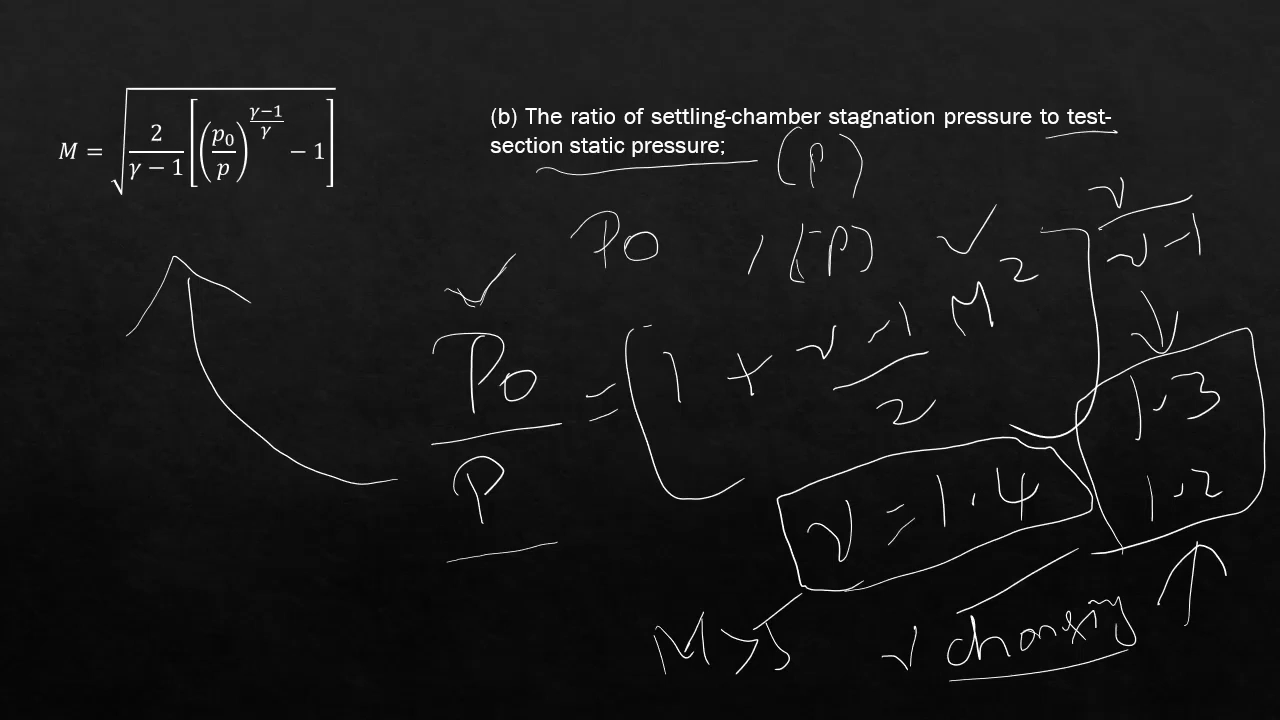 M = √(2/(γ−1) [(p₀/p)^((γ−1)/γ) − 1])
(b) The ratio of settling-chamber stagnation pressure to test-
section static pressure;
(P)
P0 , (P)
P0/P = [1 + (γ−1)/2 M²]^(γ/(γ−1))
γ = 1.4
1.3
1.2
M > 5 γ changing